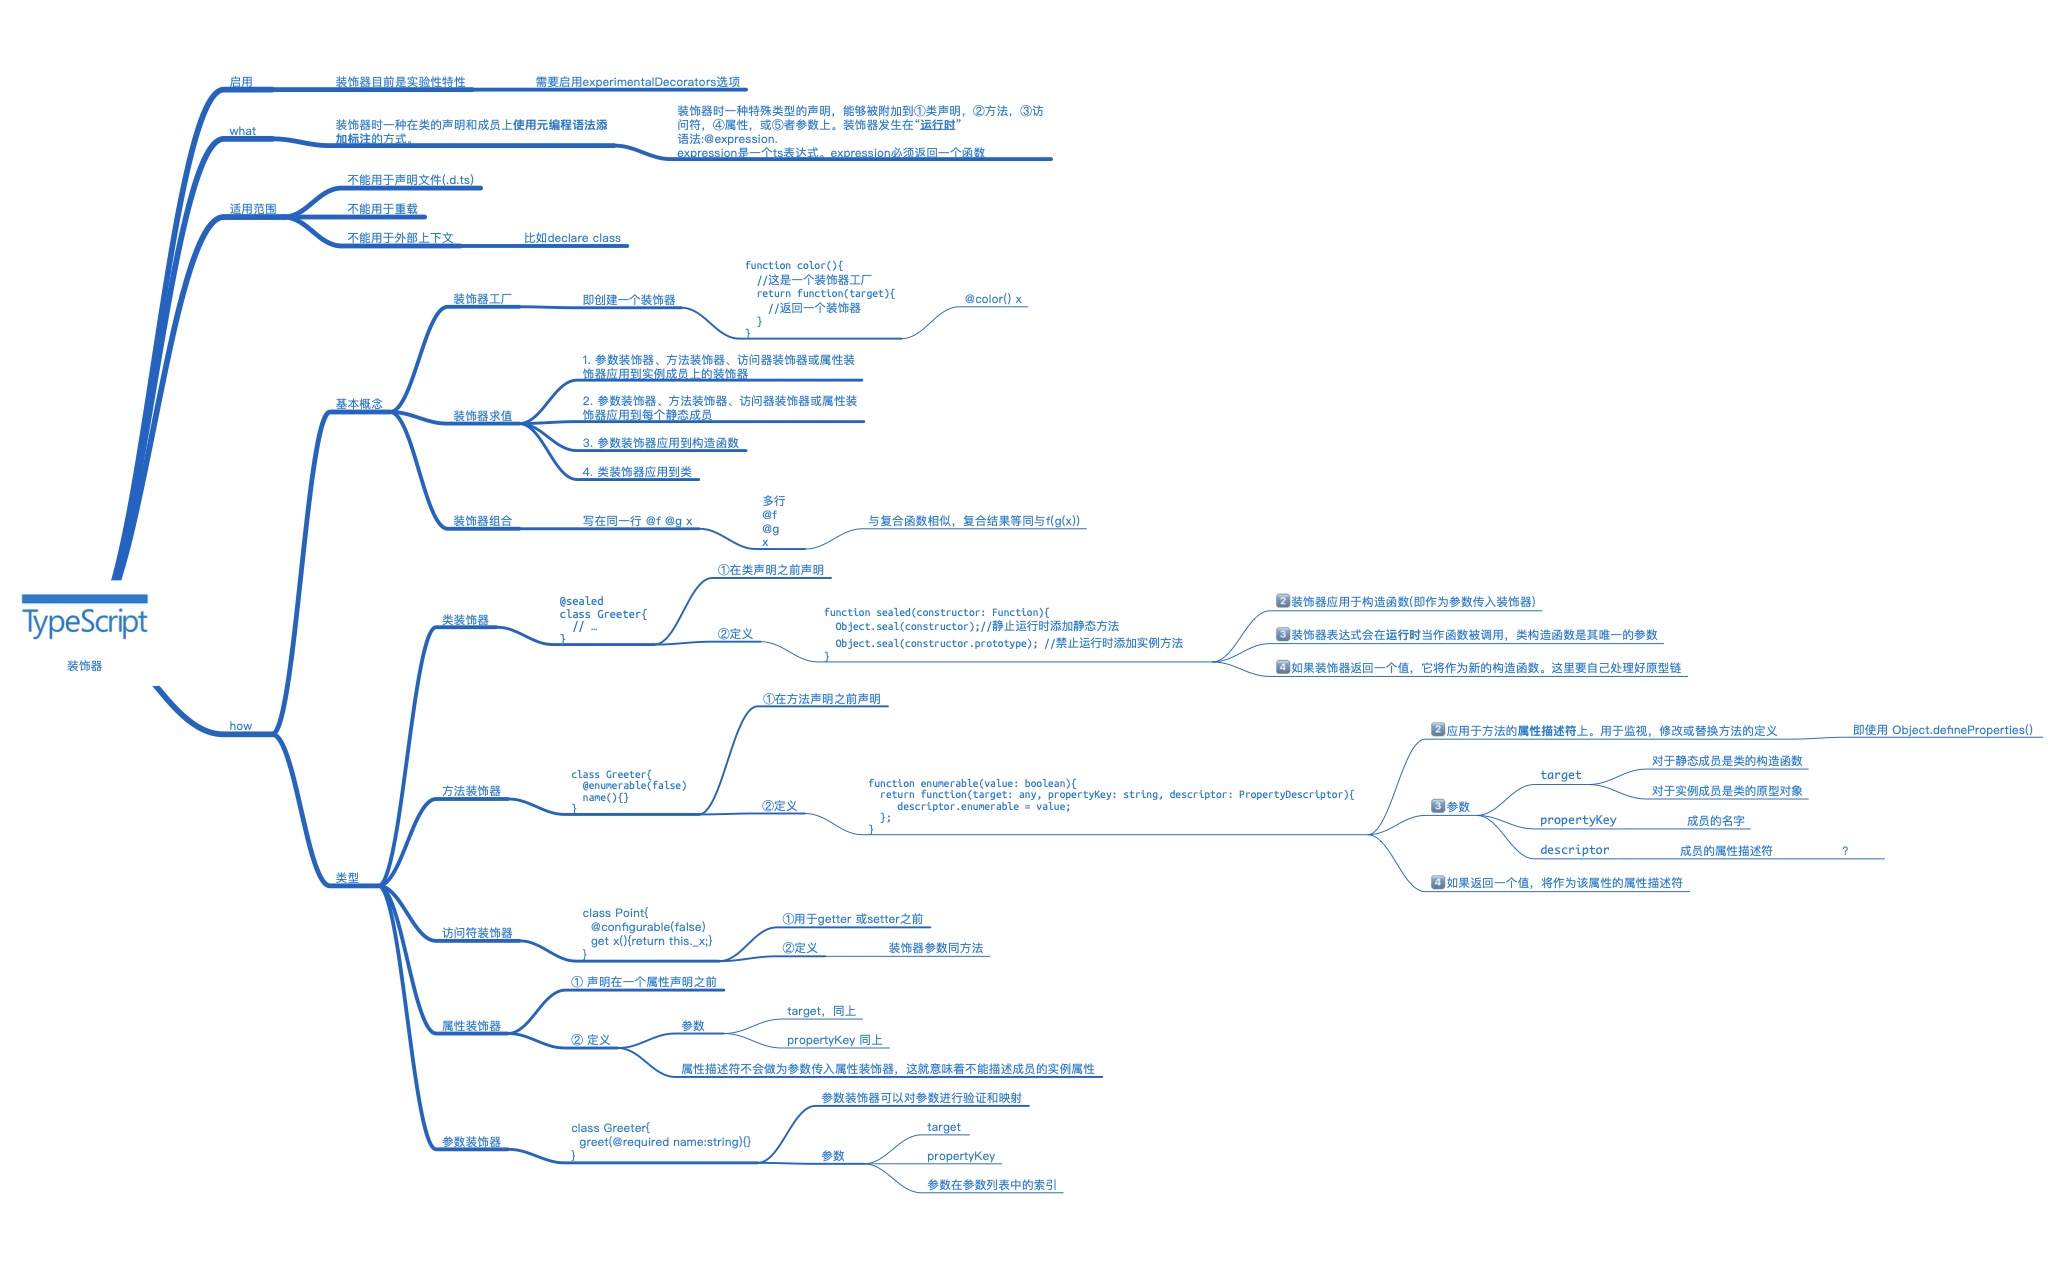 启用
装饰器目前是实验性特性
需要启用experimentalDecorators选项
what
装饰器时一种在类的声明和成员上使用元编程语法添
加标注的方式。
装饰器时一种特殊类型的声明，能够被附加到①类声明，②方法，③访
问符，④属性，或⑤者参数上。装饰器发生在“运行时”
语法:@expression.
expression是一个ts表达式。expression必须返回一个函数
适用范围
不能用于声明文件(.d.ts)
不能用于重载
不能用于外部上下文
比如declare class
TypeScript
装饰器
how
基本概念
装饰器工厂
即创建一个装饰器
function color(){
//这是一个装饰器工厂
return function(target){
//返回一个装饰器
}
}
@color() x
装饰器求值
1. 参数装饰器、方法装饰器、访问器装饰器或属性装
饰器应用到实例成员上的装饰器
2. 参数装饰器、方法装饰器、访问器装饰器或属性装
饰器应用到每个静态成员
3. 参数装饰器应用到构造函数
4. 类装饰器应用到类
装饰器组合
写在同一行 @f @g x
多行
@f
@g
x
与复合函数相似，复合结果等同与f(g(x))
类型
类装饰器
@sealed
class Greeter{
// …
}
①在类声明之前声明
②定义
function sealed(constructor: Function){
Object.seal(constructor);//静止运行时添加静态方法
Object.seal(constructor.prototype); //禁止运行时添加实例方法
}
2 装饰器应用于构造函数(即作为参数传入装饰器)
3 装饰器表达式会在运行时当作函数被调用，类构造函数是其唯一的参数
4 如果装饰器返回一个值，它将作为新的构造函数。这里要自己处理好原型链
方法装饰器
class Greeter{
@enumerable(false)
name(){}
}
①在方法声明之前声明
②定义
function enumerable(value: boolean){
return function(target: any, propertyKey: string, descriptor: PropertyDescriptor){
descriptor.enumerable = value;
};
}
2 应用于方法的属性描述符上。用于监视，修改或替换方法的定义
即使用 Object.defineProperties()
3 参数
target
对于静态成员是类的构造函数
对于实例成员是类的原型对象
propertyKey
成员的名字
descriptor
成员的属性描述符
？
4 如果返回一个值，将作为该属性的属性描述符
访问符装饰器
class Point{
@configurable(false)
get x(){return this._x;}
}
①用于getter 或setter之前
②定义
装饰器参数同方法
属性装饰器
① 声明在一个属性声明之前
② 定义
参数
target，同上
propertyKey 同上
属性描述符不会做为参数传入属性装饰器，这就意味着不能描述成员的实例属性
参数装饰器
class Greeter{
greet(@required name:string){}
}
参数装饰器可以对参数进行验证和映射
参数
target
propertyKey
参数在参数列表中的索引